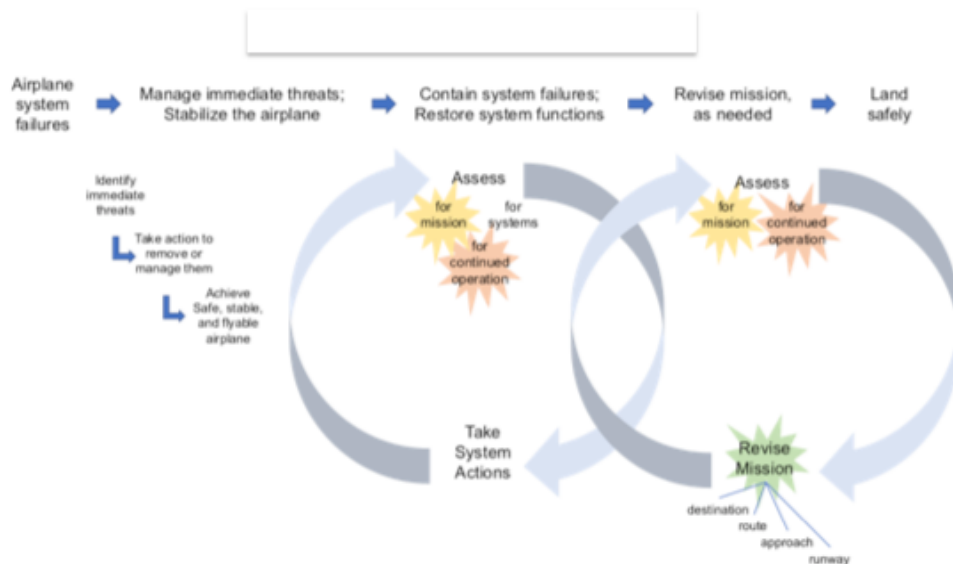 Airplane
system
failures
Manage immediate threats;
Stabilize the airplane
Contain system failures;
Restore system functions
Revise mission,
as needed
Land
safely
Identify
immediate
threats
Take action to
remove or
manage them
Achieve
Safe, stable,
and flyable
airplane
Assess
for
mission
for
systems
for
continued
operation
Take
System
Actions
Assess
for
mission
for
continued
operation
Revise
Mission
destination
route
approach
runway